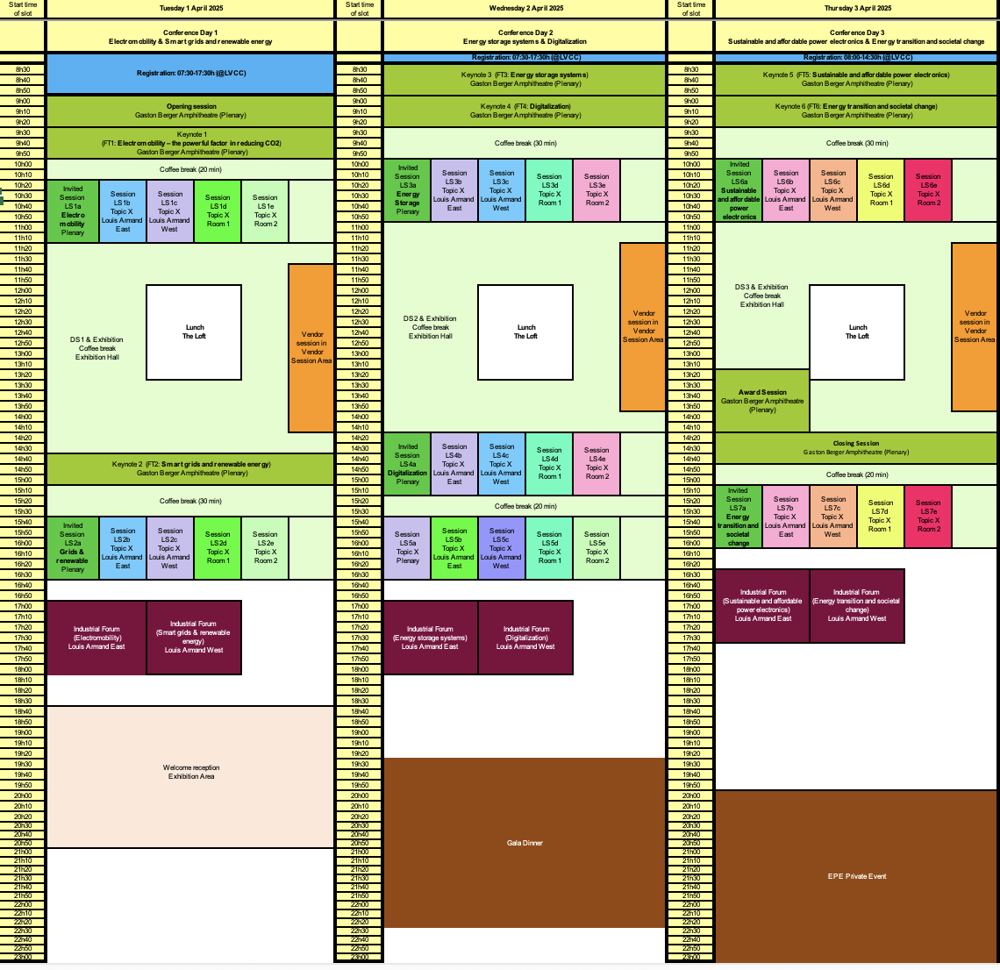 Start time
of slot
Tuesday 1 April 2025
Conference Day 1
Electromobility & Smart grids and renewable energy
Registration: 07:30-17:30h (@LVCC)
8h30
8h40
8h50
9h00
9h10
9h20
9h30
9h40
9h50
10h00
10h10
10h20
10h30
10h40
10h50
11h00
11h10
11h20
11h30
11h40
11h50
12h00
12h10
12h20
12h30
12h40
12h50
13h00
13h10
13h20
13h30
13h40
13h50
14h00
14h10
14h20
14h30
14h40
14h50
15h00
15h10
15h20
15h30
15h40
15h50
16h00
16h10
16h20
16h30
16h40
16h50
17h00
17h10
17h20
17h30
17h40
17h50
18h00
18h10
18h20
18h30
18h40
18h50
19h00
19h10
19h20
19h30
19h40
19h50
20h00
20h10
20h20
20h30
20h40
20h50
21h00
21h10
21h20
21h30
21h40
21h50
22h00
22h10
22h20
22h30
22h40
22h50
23h00
Opening session
Gaston Berger Amphitheatre (Plenary)
Keynote 1
(FT1: Electromobility – the powerful factor in reducing CO2)
Gaston Berger Amphitheatre (Plenary)
Coffee break (20 min)
Invited
Session
LS1a
Electro
mobility
Plenary
Session
LS1b
Topic X
Louis Armand
East
Session
LS1c
Topic X
Louis Armand
West
Session
LS1d
Topic X
Room 1
Session
LS1e
Topic X
Room 2
DS1 & Exhibition
Coffee break
Exhibition Hall
Lunch
The Loft
Vendor
session in
Vendor
Session Area
Keynote 2 (FT2: Smart grids and renewable energy)
Gaston Berger Amphitheatre (Plenary)
Coffee break (30 min)
Invited
Session
LS2a
Grids &
renewable
Plenary
Session
LS2b
Topic X
Louis Armand
East
Session
LS2c
Topic X
Louis Armand
West
Session
LS2d
Topic X
Room 1
Session
LS2e
Topic X
Room 2
Industrial Forum
(Electromobility)
Louis Armand East
Industrial Forum
(Smart grids & renewable
energy)
Louis Armand West
Welcome reception
Exhibition Area
Start time
of slot
Wednesday 2 April 2025
Conference Day 2
Energy storage systems & Digitalization
Registration: 07:30-17:30h (@LVCC)
8h30
8h40
8h50
9h00
9h10
9h20
9h30
9h40
9h50
10h00
10h10
10h20
10h30
10h40
10h50
11h00
11h10
11h20
11h30
11h40
11h50
12h00
12h10
12h20
12h30
12h40
12h50
13h00
13h10
13h20
13h30
13h40
13h50
14h00
14h10
14h20
14h30
14h40
14h50
15h00
15h10
15h20
15h30
15h40
15h50
16h00
16h10
16h20
16h30
16h40
16h50
17h00
17h10
17h20
17h30
17h40
17h50
18h00
18h10
18h20
18h30
18h40
18h50
19h00
19h10
19h20
19h30
19h40
19h50
20h00
20h10
20h20
20h30
20h40
20h50
21h00
21h10
21h20
21h30
21h40
21h50
22h00
22h10
22h20
22h30
22h40
22h50
23h00
Keynote 3 (FT3: Energy storage systems)
Gaston Berger Amphitheatre (Plenary)
Keynote 4 (FT4: Digitalization)
Gaston Berger Amphitheatre (Plenary)
Coffee break (30 min)
Invited
Session
LS3a
Energy
Storage
Plenary
Session
LS3b
Topic X
Louis Armand
East
Session
LS3c
Topic X
Louis Armand
West
Session
LS3d
Topic X
Room 1
Session
LS3e
Topic X
Room 2
DS2 & Exhibition
Coffee break
Exhibition Hall
Lunch
The Loft
Vendor
session in
Vendor
Session Area
Invited
Session
LS4a
Digitalization
Plenary
Session
LS4b
Topic X
Louis Armand
East
Session
LS4c
Topic X
Louis Armand
West
Session
LS4d
Topic X
Room 1
Session
LS4e
Topic X
Room 2
Coffee break (20 min)
Session
LS5a
Topic X
Plenary
Session
LS5b
Topic X
Louis Armand
East
Session
LS5c
Topic X
Louis Armand
West
Session
LS5d
Topic X
Room 1
Session
LS5e
Topic X
Room 2
Industrial Forum
(Energy storage systems)
Louis Armand East
Industrial Forum
(Digitalization)
Louis Armand West
Gala Dinner
Start time
of slot
Thursday 3 April 2025
Conference Day 3
Sustainable and affordable power electronics & Energy transition and societal change
Registration: 08:00-14:30h (@LVCC)
8h30
8h40
8h50
9h00
9h10
9h20
9h30
9h40
9h50
10h00
10h10
10h20
10h30
10h40
10h50
11h00
11h10
11h20
11h30
11h40
11h50
12h00
12h10
12h20
12h30
12h40
12h50
13h00
13h10
13h20
13h30
13h40
13h50
14h00
14h10
14h20
14h30
14h40
14h50
15h00
15h10
15h20
15h30
15h40
15h50
16h00
16h10
16h20
16h30
16h40
16h50
17h00
17h10
17h20
17h30
17h40
17h50
18h00
18h10
18h20
18h30
18h40
18h50
19h00
19h10
19h20
19h30
19h40
19h50
20h00
20h10
20h20
20h30
20h40
20h50
21h00
21h10
21h20
21h30
21h40
21h50
22h00
22h10
22h20
22h30
22h40
22h50
23h00
Keynote 5 (FT5: Sustainable and affordable power electronics)
Gaston Berger Amphitheatre (Plenary)
Keynote 6 (FT6: Energy transition and societal change)
Gaston Berger Amphitheatre (Plenary)
Coffee break (30 min)
Invited
Session
LS6a
Sustainable
and affordable
power
electronics
Session
LS6b
Topic X
Louis Armand
East
Session
LS6c
Topic X
Louis Armand
West
Session
LS6d
Topic X
Room 1
Session
LS6e
Topic X
Room 2
DS3 & Exhibition
Coffee break
Exhibition Hall
Lunch
The Loft
Vendor
session in
Vendor
Session Area
Award Session
Gaston Berger Amphitheatre
(Plenary)
Closing Session
Gaston Berger Amphitheatre (Plenary)
Coffee break (20 min)
Invited
Session
LS7a
Energy
transition and
societal
change
Session
LS7b
Topic X
Louis Armand
East
Session
LS7c
Topic X
Louis Armand
West
Session
LS7d
Topic X
Room 1
Session
LS7e
Topic X
Room 2
Industrial Forum
(Sustainable and affordable
power electronics)
Louis Armand East
Industrial Forum
(Energy transition and societal
change)
Louis Armand West
EPE Private Event